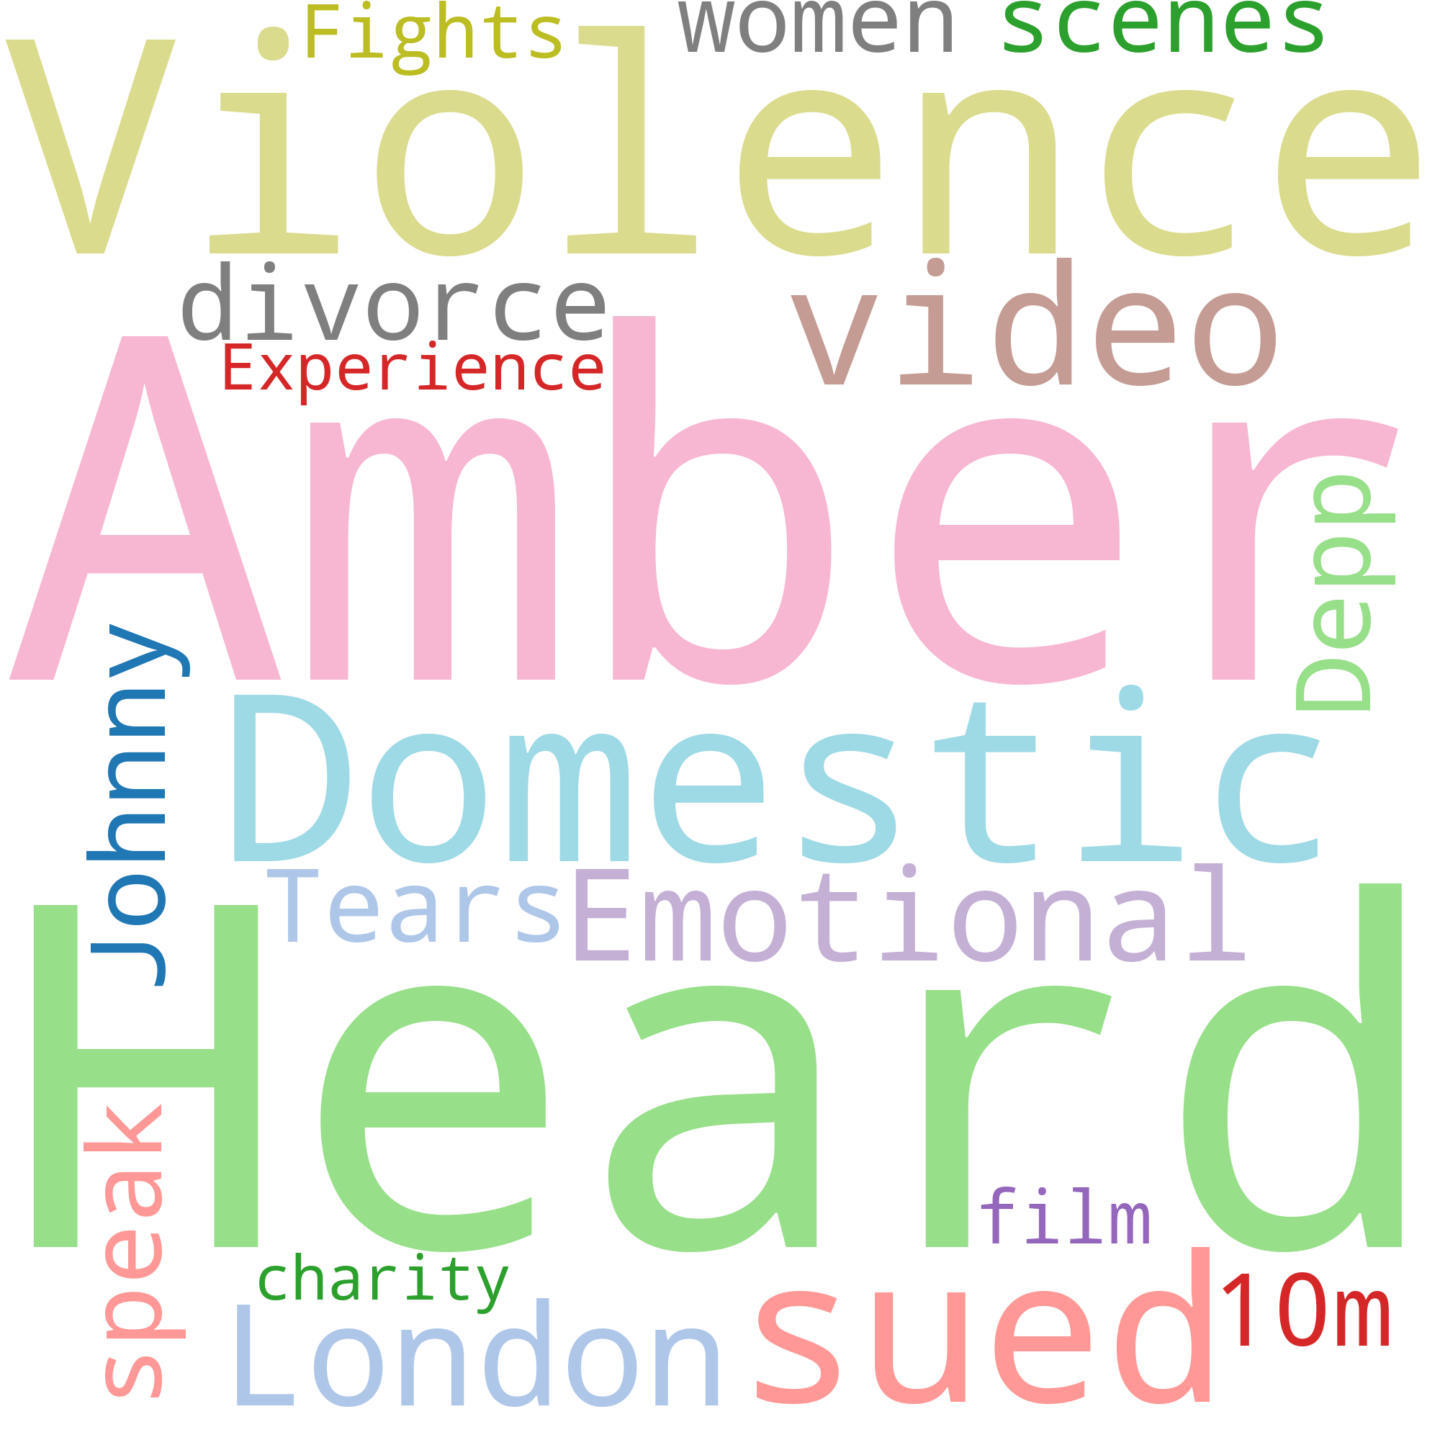 Fights women scenes
Violence
divorce video
Experience
Amber
Depp
Johnny
Domestic
Tears Emotional
Heard
speak
film
charity
London sued 10m